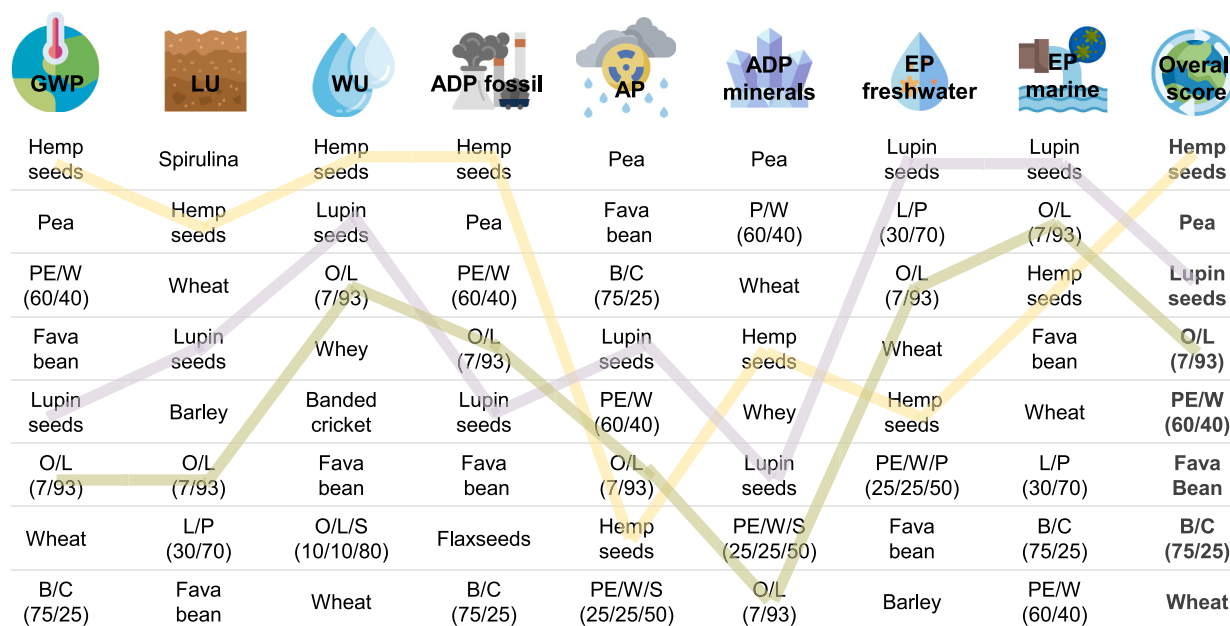 GWP
LU
WU
ADP fossil
AP
ADP
minerals
EP
freshwater
EP
marine
Overall
score
Hemp
seeds
Spirulina
Hemp
seeds
Hemp
seeds
Pea
Pea
Lupin
seeds
Lupin
seeds
Hemp
seeds
Pea
Hemp
seeds
Lupin
seeds
Pea
Fava
bean
P/W
(60/40)
L/P
(30/70)
O/L
(7/93)
Pea
PE/W
(60/40)
Wheat
O/L
(7/93)
PE/W
(60/40)
B/C
(75/25)
Wheat
O/L
(7/93)
Hemp
seeds
Lupin
seeds
Fava
bean
Lupin
seeds
Whey
O/L
(7/93)
Lupin
seeds
Hemp
seeds
Wheat
Fava
bean
O/L
(7/93)
Lupin
seeds
Barley
Banded
cricket
Lupin
seeds
PE/W
(60/40)
Whey
Hemp
seeds
Wheat
PE/W
(60/40)
O/L
(7/93)
O/L
(7/93)
Fava
bean
Fava
bean
O/L
(7/93)
Lupin
seeds
PE/W/P
(25/25/50)
L/P
(30/70)
Fava
Bean
Wheat
L/P
(30/70)
O/L/S
(10/10/80)
Flaxseeds
Hemp
seeds
PE/W/S
(25/25/50)
Fava
bean
B/C
(75/25)
B/C
(75/25)
B/C
(75/25)
Fava
bean
Wheat
B/C
(75/25)
PE/W/S
(25/25/50)
O/L
(7/93)
Barley
PE/W
(60/40)
Wheat